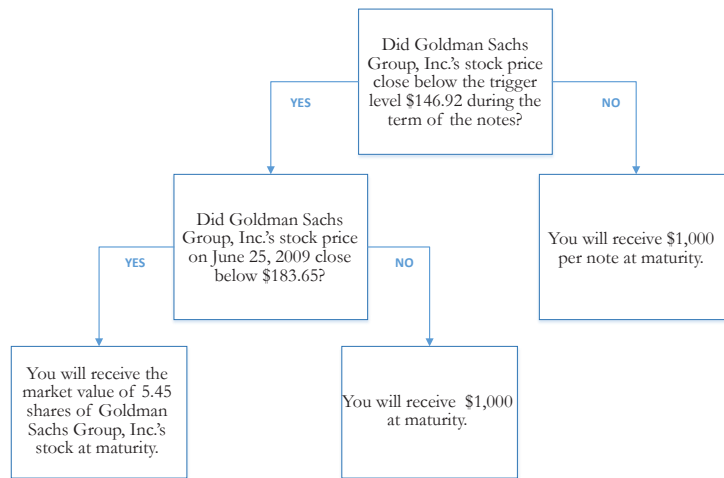 Did Goldman Sachs
Group, Inc.'s stock price
close below the trigger
level $146.92 during the
term of the notes?
YES
NO
Did Goldman Sachs
Group, Inc.'s stock price
on June 25, 2009 close
below $183.65?
You will receive $1,000
per note at maturity.
YES
NO
You will receive the
market value of 5.45
shares of Goldman
Sachs Group, Inc.'s
stock at maturity.
You will receive $1,000
at maturity.